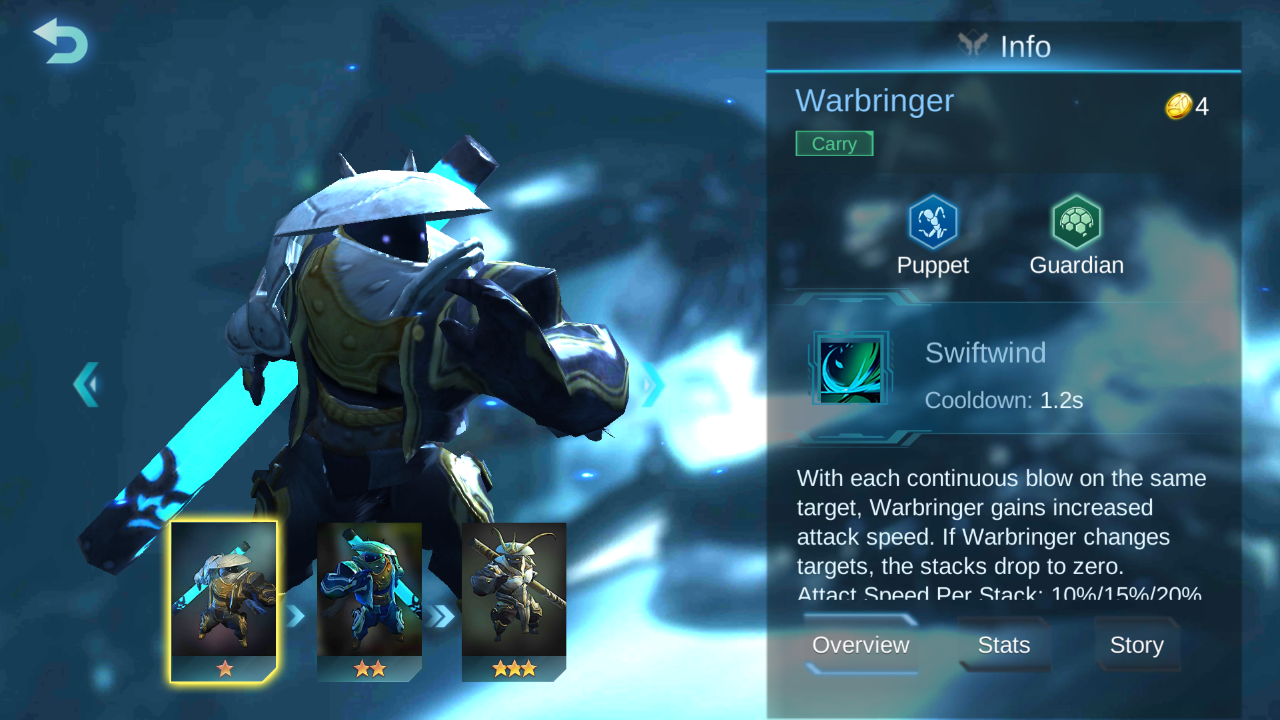 Info
Warbringer
4
Carry
Puppet
Guardian
Swiftwind
Cooldown: 1.2s
With each continuous blow on the same
target, Warbringer gains increased
attack speed. If Warbringer changes
targets, the stacks drop to zero.
Attact Speed Per Stack: 10%/15%/20%
Overview
Stats
Story